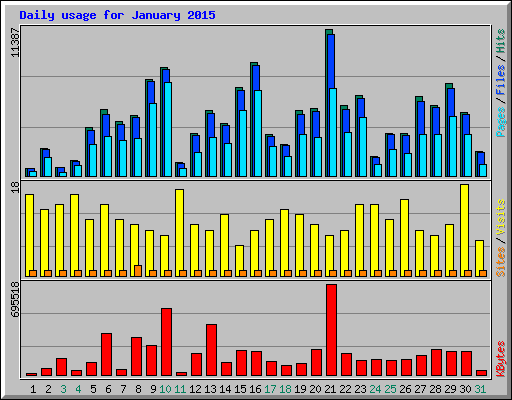 Daily usage for January 2015
11387
Pages/Files/Hits
18
Sites/Visits
695518
KBytes
1 2 3 4 5 6 7 8 9 10 11 12 13 14 15 16 17 18 19 20 21 22 23 24 25 26 27 28 29 30 31